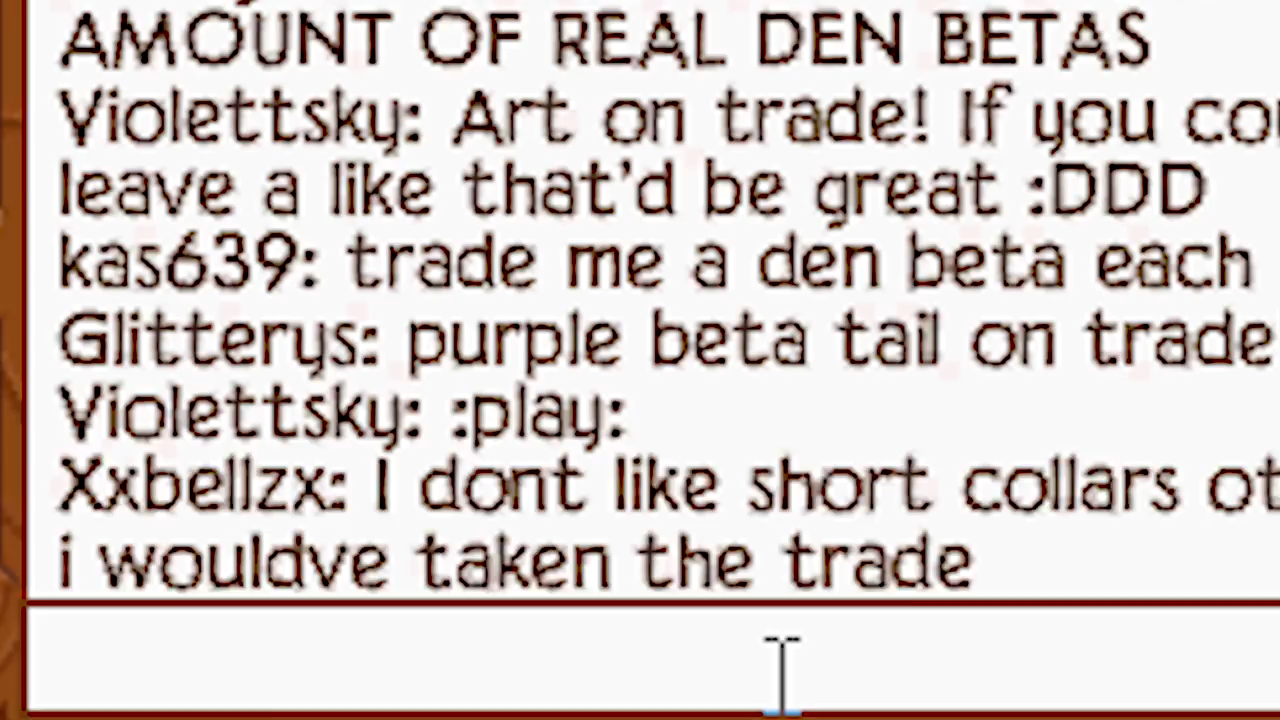 AMOUNT OF REAL DEN BETAS
Violettsky: Art on trade! If you
leave a like that'd be great :DDD
kas639: trade me a den beta each
Glitterys: purple beta tail on trade
Violettsky: :play:
Xxbellzx: I dont like short collars
i wouldve taken the trade